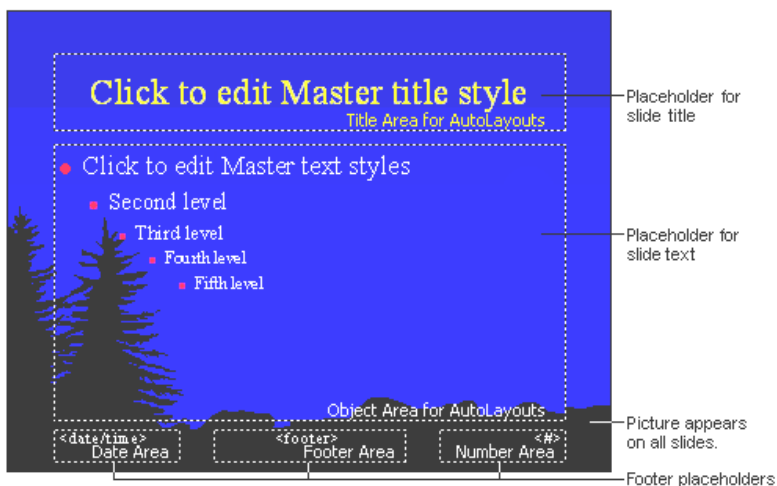 Click to edit Master title style
Title Area for AutoLayouts
Placeholder for
slide title
Click to edit Master text styles
Second level
Third level
Fourth level
Fifth level
Placeholder for
slide text
Object Area for AutoLayouts
Picture appears
on all slides.
<date/time>
Date Area
<footer>
Footer Area
<#>
Number Area
Footer placeholders